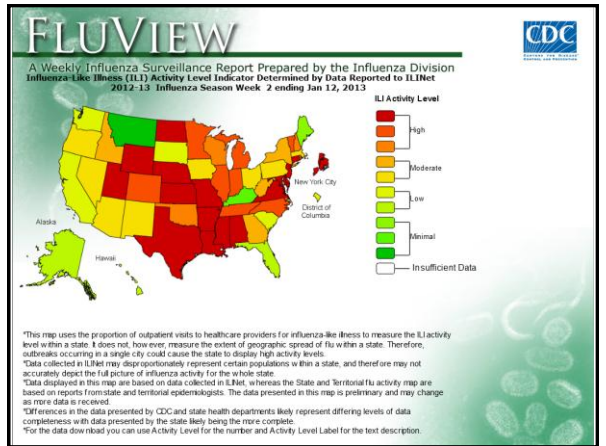 FLUVIEW
CDC
CENTERS FOR DISEASE
CONTROL AND PREVENTION
A Weekly Influenza Surveillance Report Prepared by the Influenza Division
Influenza-Like Illness (ILI) Activity Level Indicator Determined by Data Reported to ILINet
2012-13 Influenza Season Week 2 ending Jan 12, 2013
ILI Activity Level
High
Moderate
Low
Minimal
Insufficient Data
New York City
District of
Columbia
Alaska
Hawaii
*This map uses the proportion of outpatient visits to healthcare providers for influenza-like illness to measure the ILI activity
level within a state. It does not, however, measure the extent of geographic spread of flu within a state. Therefore,
outbreaks occurring in a single city could cause the state to display high activity levels.
*Data collected in ILINet may disproportionately represent certain populations within a state, and therefore may not
accurately depict the full picture of influenza activity for the whole state.
*Data displayed in this map are based on data collected in ILINet, whereas the State and Territorial flu activity map are
based on reports from state and territorial epidemiologists. The data presented in this map is preliminary and may change
as more data is received.
*Differences in the data presented by CDC and state health departments likely represent differing levels of data
completeness with data presented by the state likely being the more complete.
*For the data download you can use Activity Level for the number and Activity Level Label for the text description.